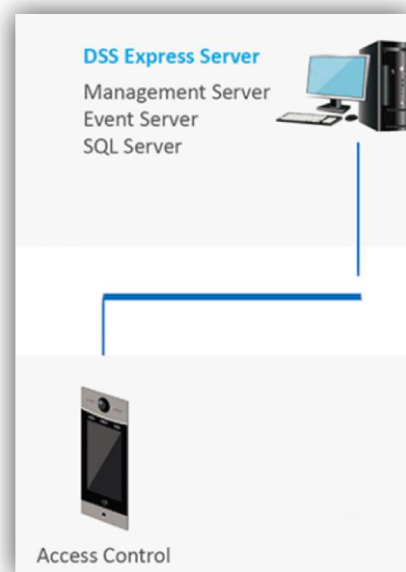 DSS Express Server
Management Server
Event Server
SQL Server
Access Control